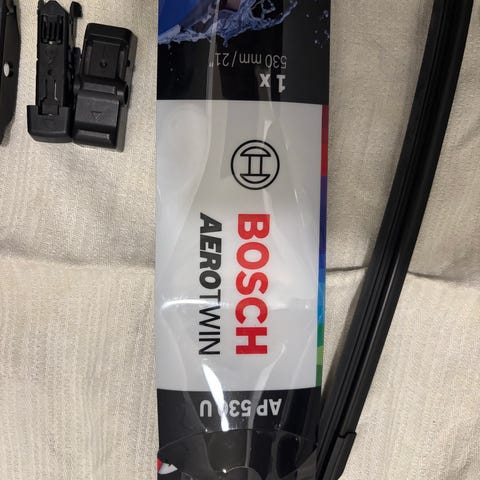 1 x
530 mm / 21"
BOSCH
AEROTWIN
AP 530 U